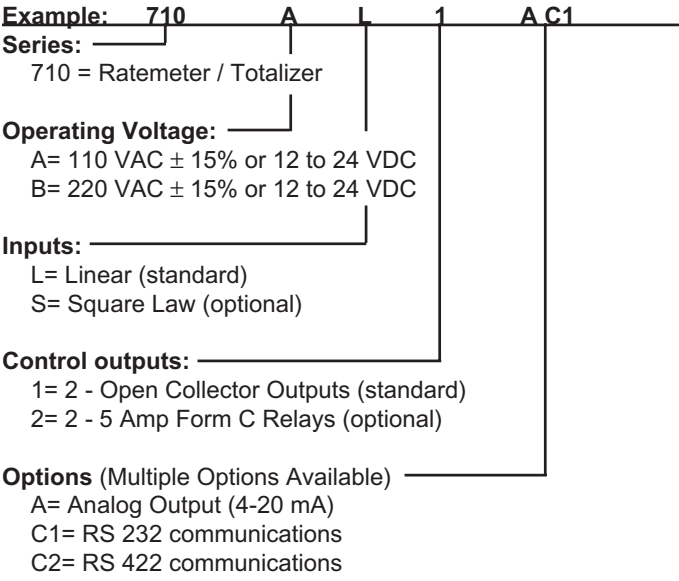 Example: 710 A L 1 A C1
Series:
710 = Ratemeter / Totalizer
Operating Voltage:
A= 110 VAC ± 15% or 12 to 24 VDC
B= 220 VAC ± 15% or 12 to 24 VDC
Inputs:
L= Linear (standard)
S= Square Law (optional)
Control outputs:
1= 2 - Open Collector Outputs (standard)
2= 2 - 5 Amp Form C Relays (optional)
Options (Multiple Options Available)
A= Analog Output (4-20 mA)
C1= RS 232 communications
C2= RS 422 communications